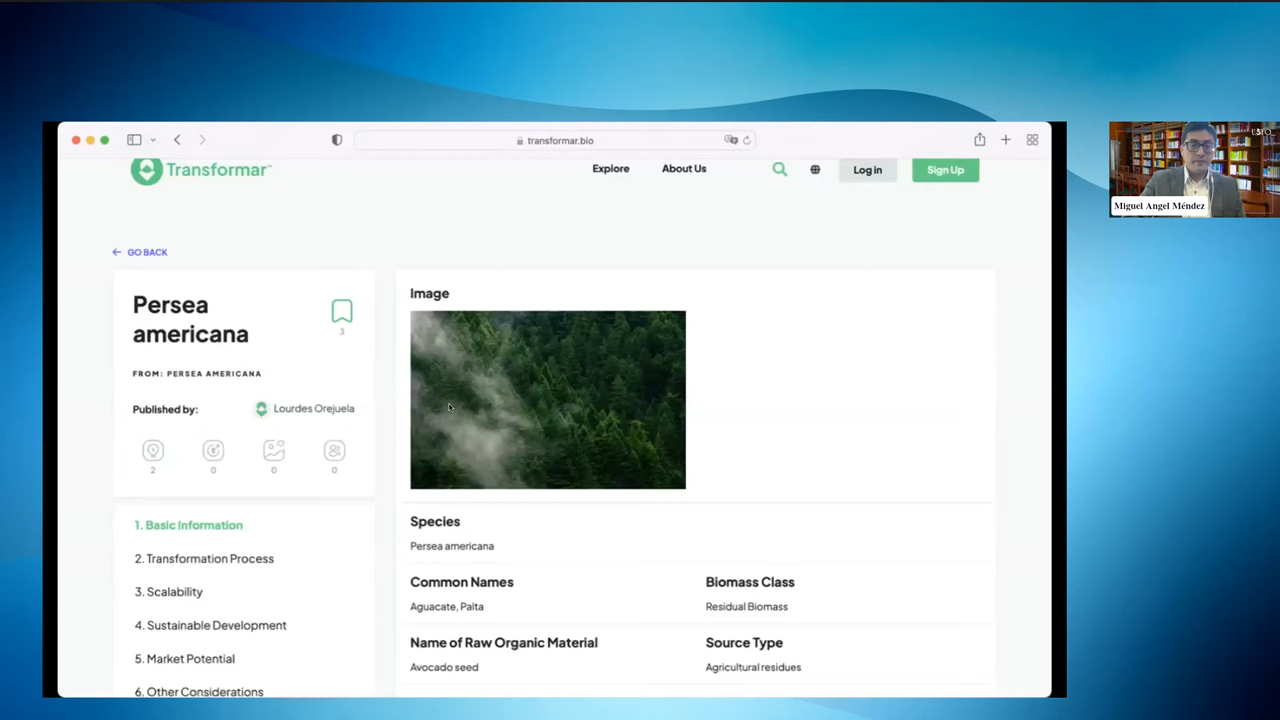 transformar.bio
Transformar™
Explore
About Us
Log in
Sign Up
GO BACK
Persea
americana
3
FROM: PERSEA AMERICANA
Published by:
Lourdes Orejuela
2
0
0
0
1. Basic Information
2. Transformation Process
3. Scalability
4. Sustainable Development
5. Market Potential
6. Other Considerations
Image
Species
Persea americana
Common Names
Aguacate, Palta
Biomass Class
Residual Biomass
Name of Raw Organic Material
Avocado seed
Source Type
Agricultural residues
USFQ
Miguel Angel Méndez